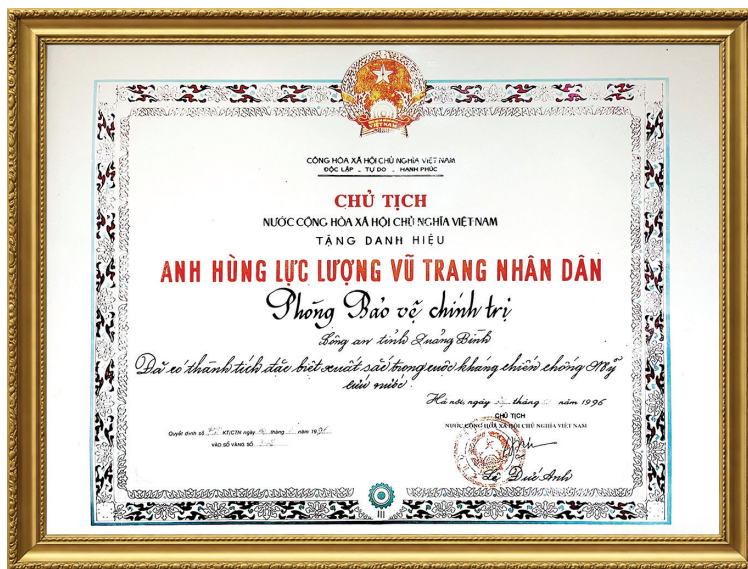 VIỆT NAM
CỘNG HÒA XÃ HỘI CHỦ NGHĨA VIỆT NAM
ĐỘC LẬP _ TỰ DO _ HẠNH PHÚC
CHỦ TỊCH
NƯỚC CỘNG HÒA XÃ HỘI CHỦ NGHĨA VIỆT NAM
TẶNG DANH HIỆU
ANH HÙNG LỰC LƯỢNG VŨ TRANG NHÂN DÂN
Phòng Bảo vệ chính trị
Công an tỉnh Quảng Bình
Đã có thành tích đặc biệt xuất sắc trong cuộc kháng chiến chống Mỹ
cứu nước.
Hà nội, ngày tháng năm 1996
CHỦ TỊCH
NƯỚC CỘNG HÒA XÃ HỘI CHỦ NGHĨA VIỆT NAM
Quyết định số KT/CTN ngày tháng năm 1996
VÀO SỔ VÀNG SỐ
Lê Đức Anh
III